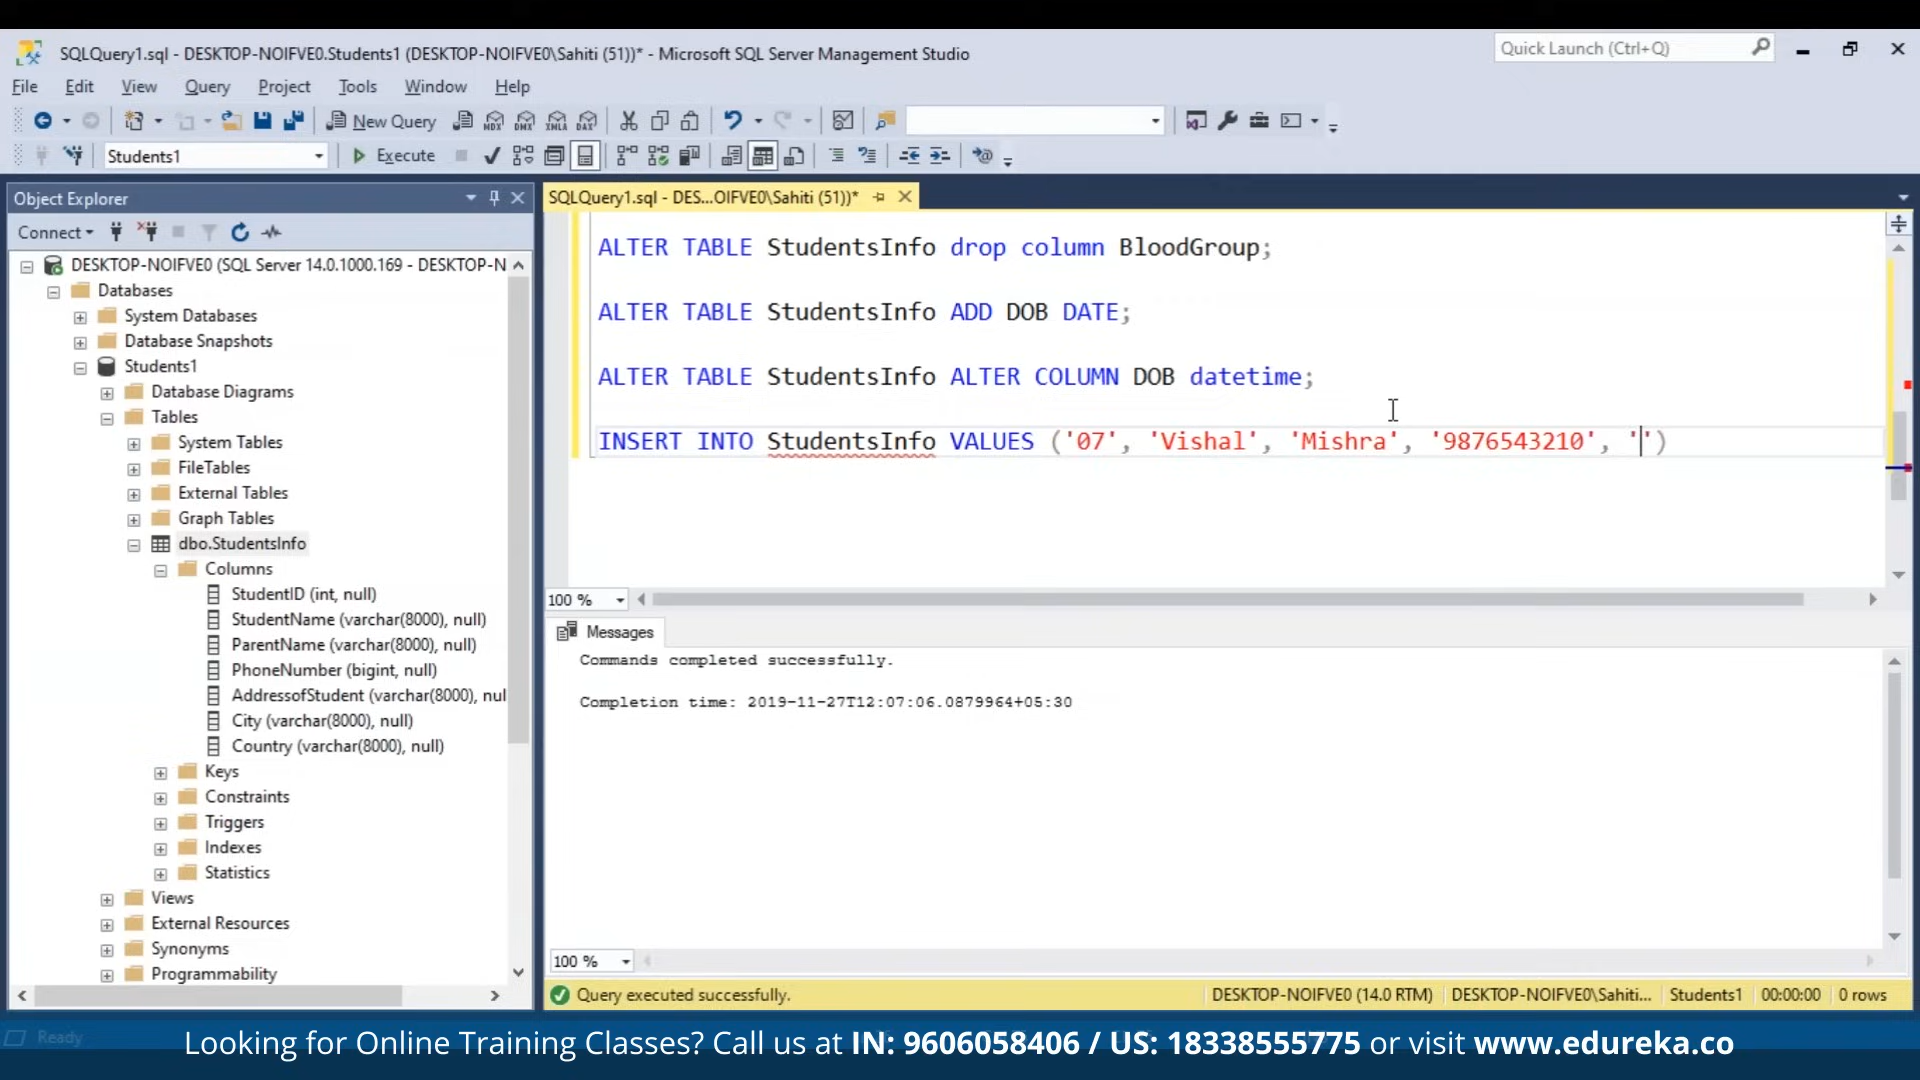 SQLQuery1.sql - DESKTOP-NOIFVE0.Students1 (DESKTOP-NOIFVE0\Sahiti (51))* - Microsoft SQL Server Management Studio
Quick Launch (Ctrl+Q)
File Edit View Query Project Tools Window Help
New Query MDX DMX XMLA DAX
Students1 Execute
Object Explorer
SQLQuery1.sql - DES...OIFVE0\Sahiti (51))*
Connect
DESKTOP-NOIFVE0 (SQL Server 14.0.1000.169 - DESKTOP-N
Databases
System Databases
Database Snapshots
Students1
Database Diagrams
Tables
System Tables
FileTables
External Tables
Graph Tables
dbo.StudentsInfo
Columns
StudentID (int, null)
StudentName (varchar(8000), null)
ParentName (varchar(8000), null)
PhoneNumber (bigint, null)
AddressofStudent (varchar(8000), nul
City (varchar(8000), null)
Country (varchar(8000), null)
Keys
Constraints
Triggers
Indexes
Statistics
Views
External Resources
Synonyms
Programmability
ALTER TABLE StudentsInfo drop column BloodGroup;
ALTER TABLE StudentsInfo ADD DOB DATE;
ALTER TABLE StudentsInfo ALTER COLUMN DOB datetime;
INSERT INTO StudentsInfo VALUES ('07', 'Vishal', 'Mishra', '9876543210', '')
100 %
Messages
Commands completed successfully.
Completion time: 2019-11-27T12:07:06.0879964+05:30
100 %
Query executed successfully. DESKTOP-NOIFVE0 (14.0 RTM) DESKTOP-NOIFVE0\Sahiti... Students1 00:00:00 0 rows
Ready
Looking for Online Training Classes? Call us at IN: 9606058406 / US: 18338555775 or visit www.edureka.co